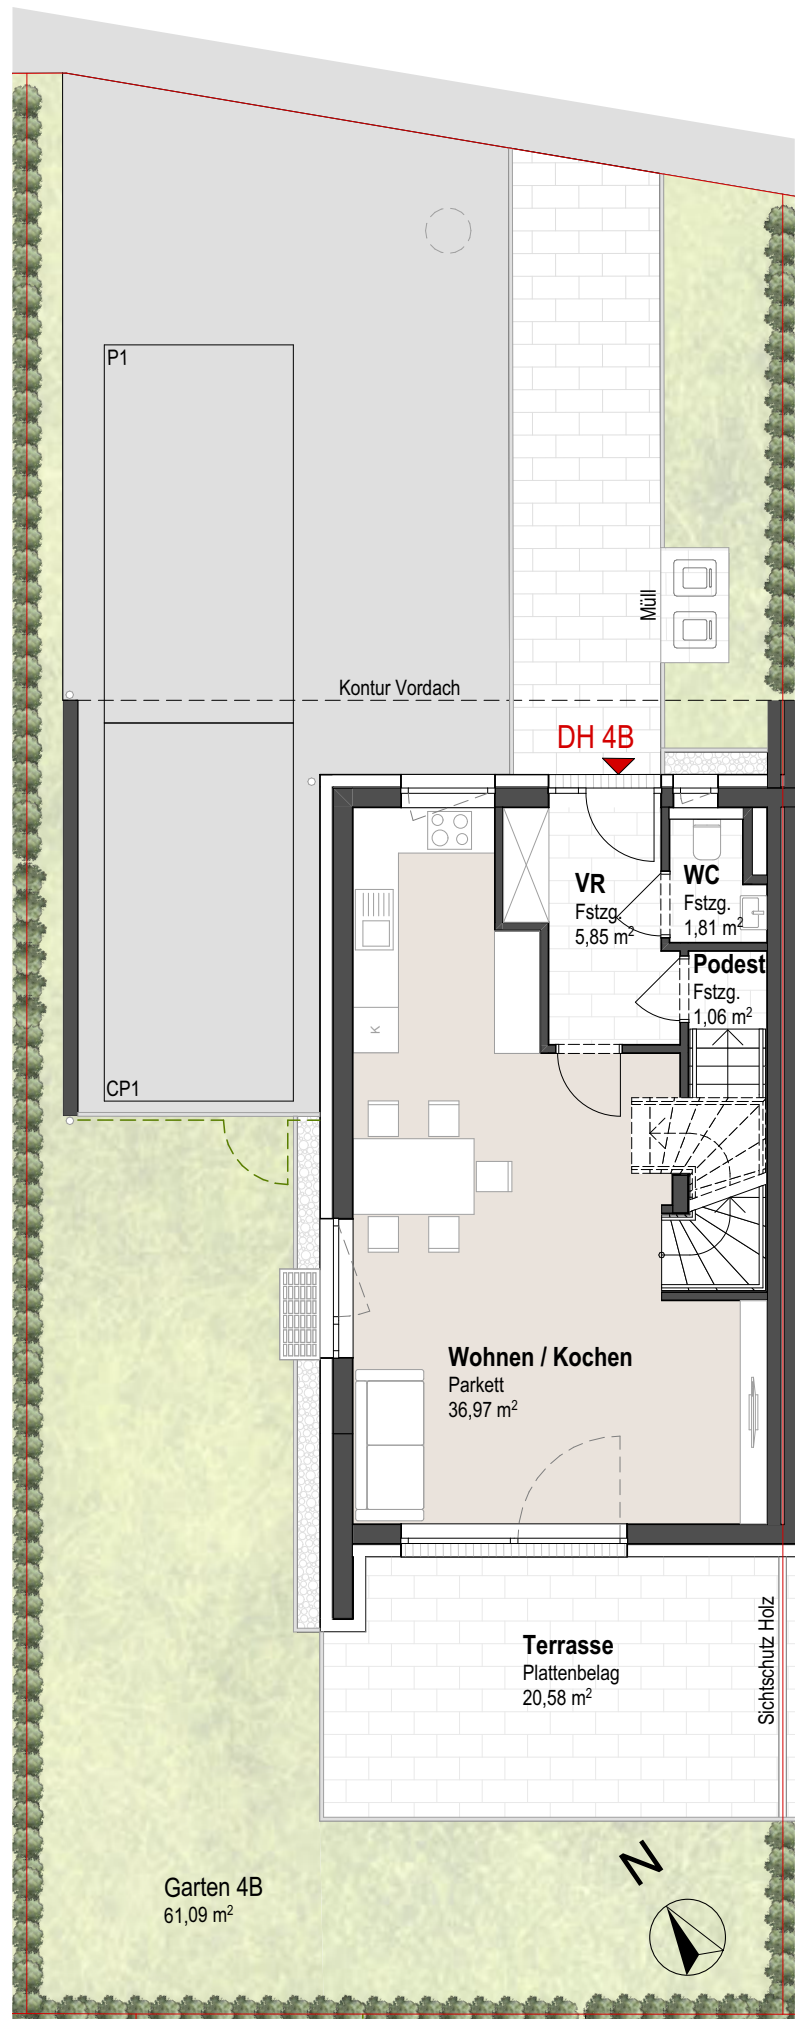 P1
Müll
Kontur Vordach
DH 4B
VR
Fstzg.
5,85 m²
WC
Fstzg.
1,81 m²
Podest
Fstzg.
1,06 m²
K
CP1
Wohnen / Kochen
Parkett
36,97 m²
Terrasse
Plattenbelag
20,58 m²
Sichtschutz Holz
Garten 4B
61,09 m²
N